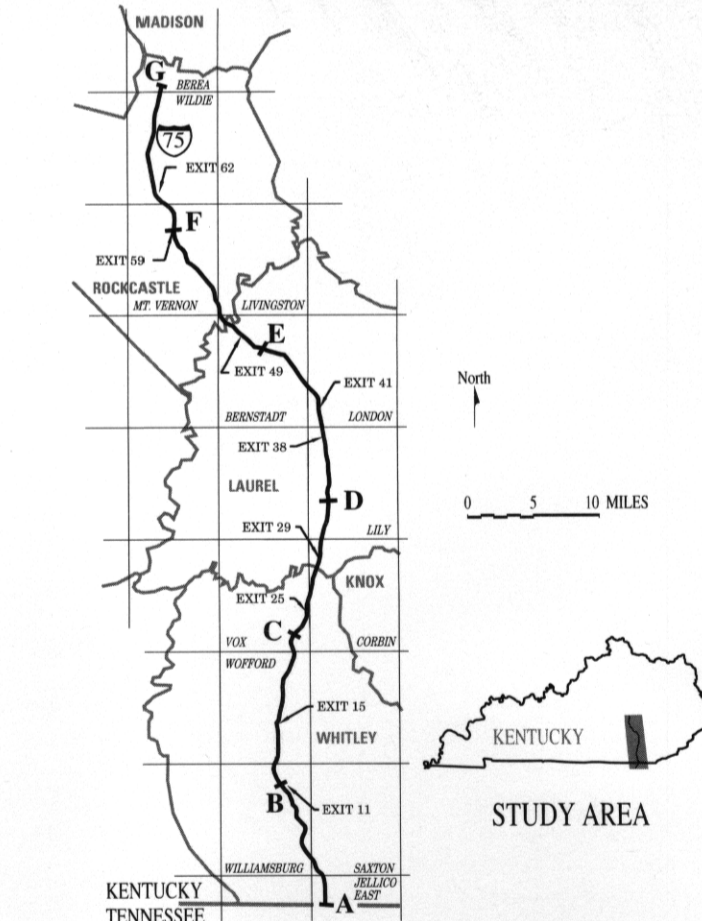 MADISON
G
BEREA
WILDIE
75
EXIT 62
F
EXIT 59
ROCKCASTLE
MT. VERNON
LIVINGSTON
E
EXIT 49
EXIT 41
North
BERNSTADT
LONDON
EXIT 38
LAUREL
D
0 5 10 MILES
EXIT 29
LILY
KNOX
EXIT 25
C
VOX
CORBIN
WOFFORD
EXIT 15
WHITLEY
KENTUCKY
B
EXIT 11
STUDY AREA
WILLIAMSBURG
SAXTON
JELLICO
EAST
KENTUCKY
A
TENNESSEE